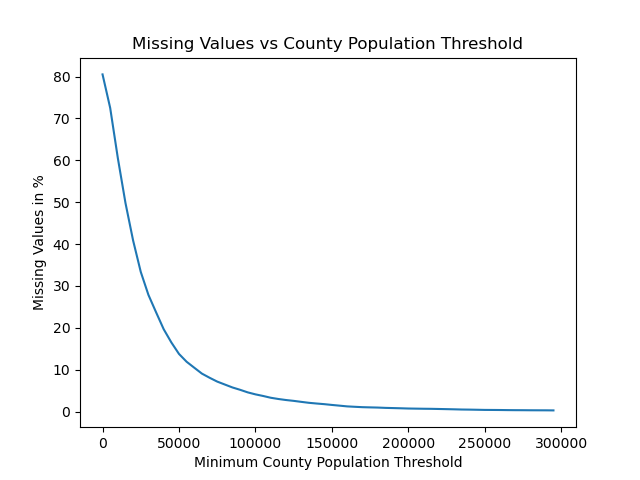 Missing Values vs County Population Threshold
80
70
60
50
40
30
20
10
0
Missing Values in %
0 50000 100000 150000 200000 250000 300000
Minimum County Population Threshold